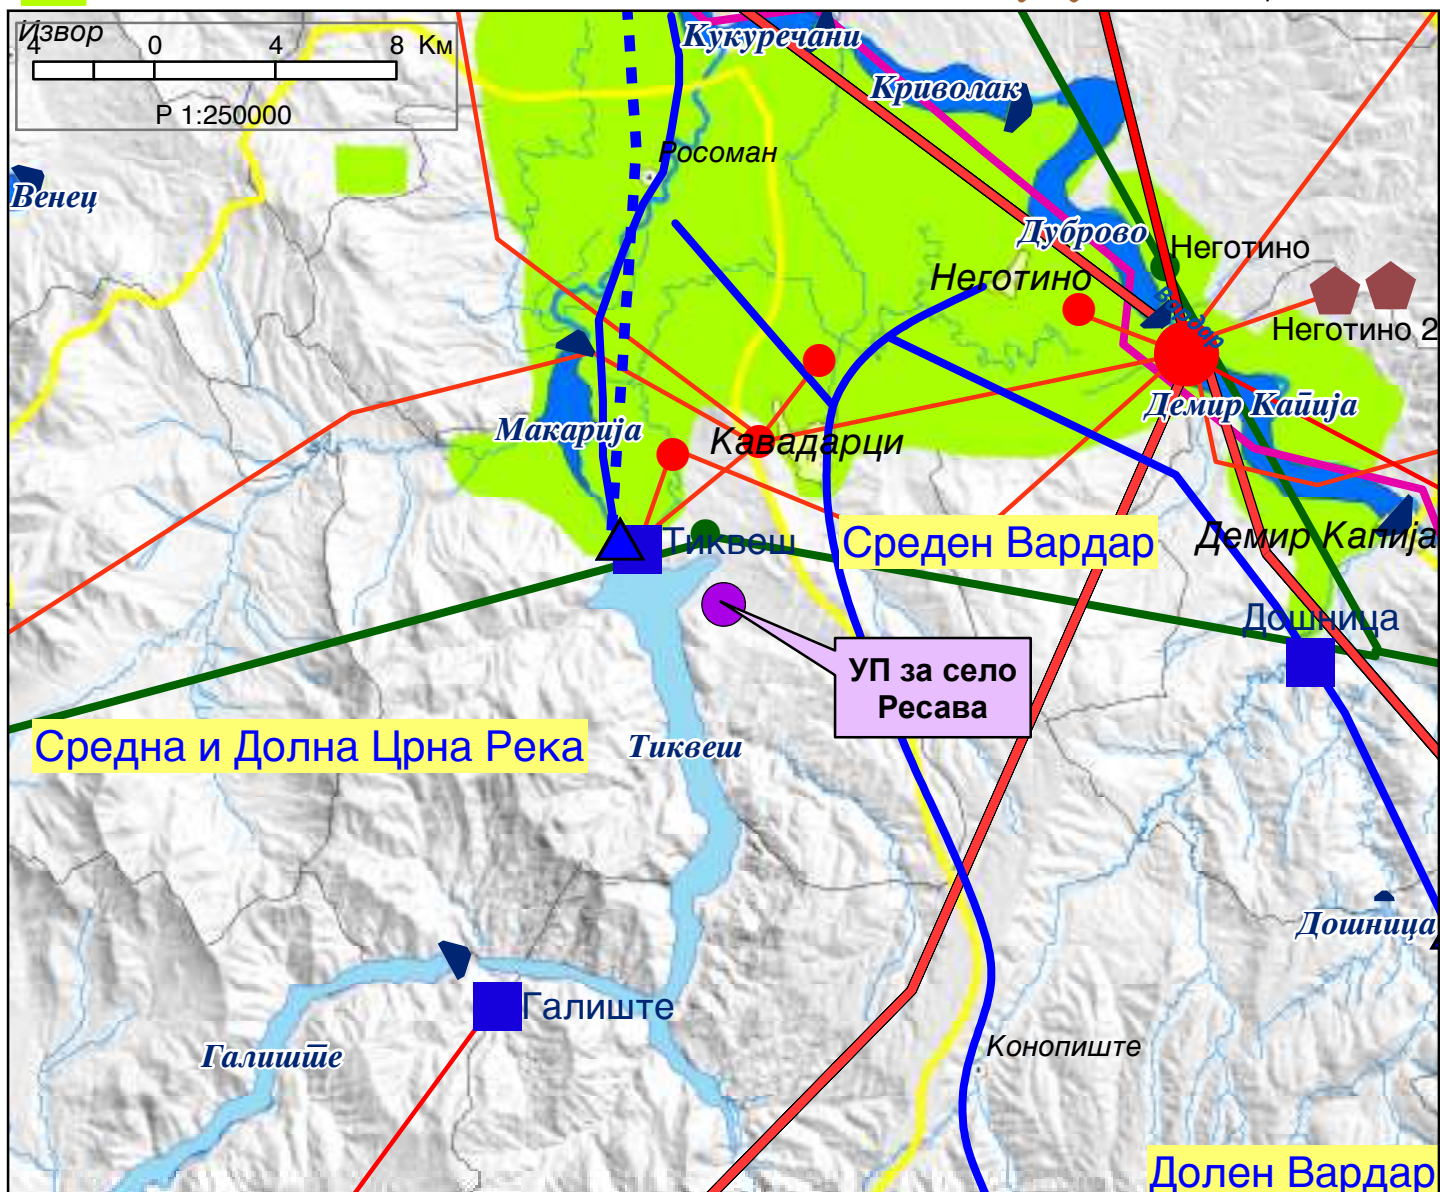 Извор
4 0 4 8 Км
Р 1:250000
Кукуречани
Криволак
Росоман
Венец
Дуброво
Неготино
Неготино
Вардар
Неготино 2
Демир Капија
Макарија
Кавадарци
Тиквеш
Среден Вардар
Демир Капија
Дошница
УП за село
Ресава
Средна и Долна Црна Река
Тиквеш
Дошница
Галиште
Галиште
Конопиште
Долен Вардар